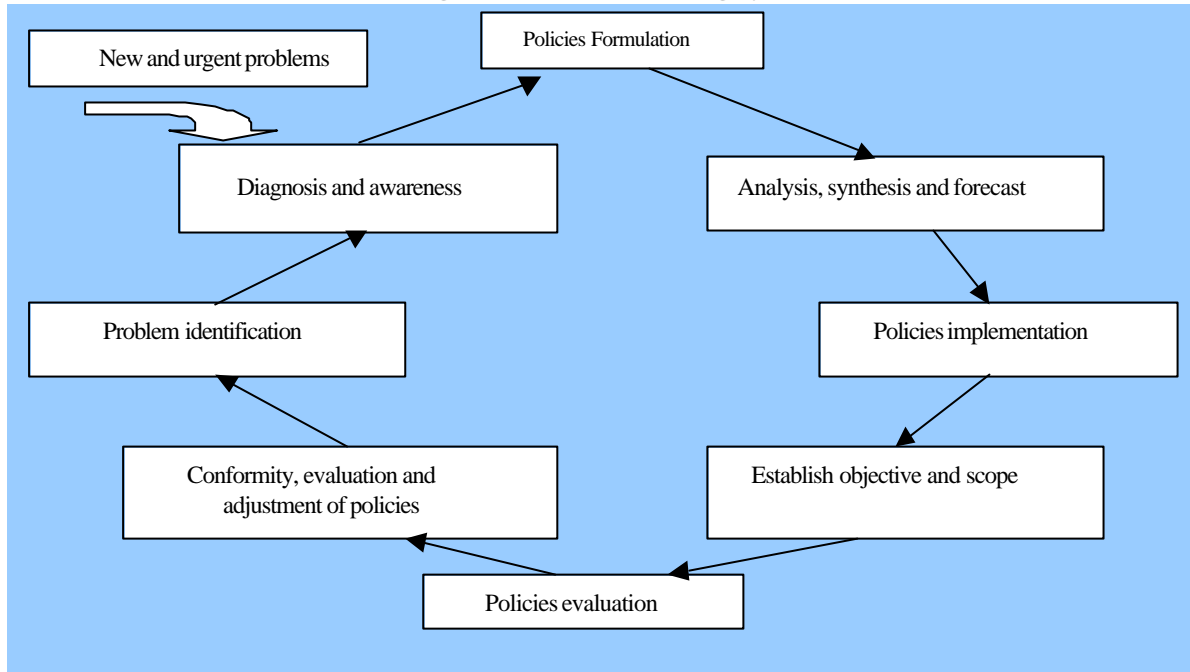 New and urgent problems
Policies Formulation
Diagnosis and awareness
Analysis, synthesis and forecast
Problem identification
Policies implementation
Conformity, evaluation and
adjustment of policies
Establish objective and scope
Policies evaluation